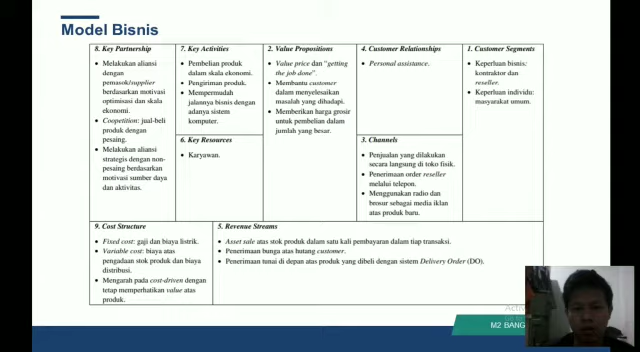 Model Bisnis
8. Key Partnership
• Melakukan aliansi
dengan
pemasok/supplier
berdasarkan motivasi
optimisasi dan skala
ekonomi.
• Coopetition: jual-beli
produk dengan
pesaing.
• Melakukan aliansi
strategis dengan non-
pesaing berdasarkan
motivasi sumber daya
dan aktivitas.
7. Key Activities
• Pembelian produk
dalam skala ekonomi.
• Pengiriman produk.
• Mempermudah
jalannya bisnis dengan
adanya sistem
komputer.
6. Key Resources
• Karyawan.
2. Value Propositions
• Value price dan "getting
the job done".
• Membantu customer
dalam menyelesaikan
masalah yang dihadapi.
• Memberikan harga grosir
untuk pembelian dalam
jumlah yang besar.
4. Customer Relationships
• Personal assistance.
3. Channels
• Penjualan yang dilakukan
secara langsung di toko fisik.
• Penerimaan order reseller
melalui telepon.
• Menggunakan radio dan
brosur sebagai media iklan
atas produk baru.
1. Customer Segments
• Keperluan bisnis:
kontraktor dan
reseller.
• Keperluan individu:
masyarakat umum.
9. Cost Structure
• Fixed cost: gaji dan biaya listrik.
• Variable cost: biaya atas
pengadaan stok produk dan biaya
distribusi.
• Mengarah pada cost-driven dengan
tetap memperhatikan value atas
produk.
5. Revenue Streams
• Asset sale atas stok produk dalam satu kali pembayaran dalam tiap transaksi.
• Penerimaan bunga atas hutang customer.
• Penerimaan tunai di depan atas produk yang dibeli dengan sistem Delivery Order (DO).
M2 BANG